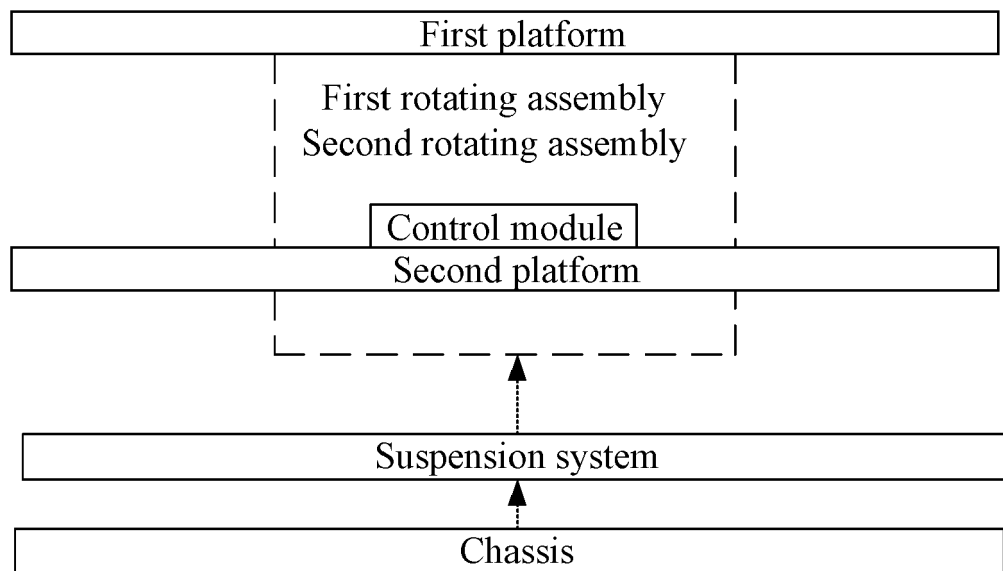 First platform
First rotating assembly
Second rotating assembly
Control module
Second platform
Suspension system
Chassis